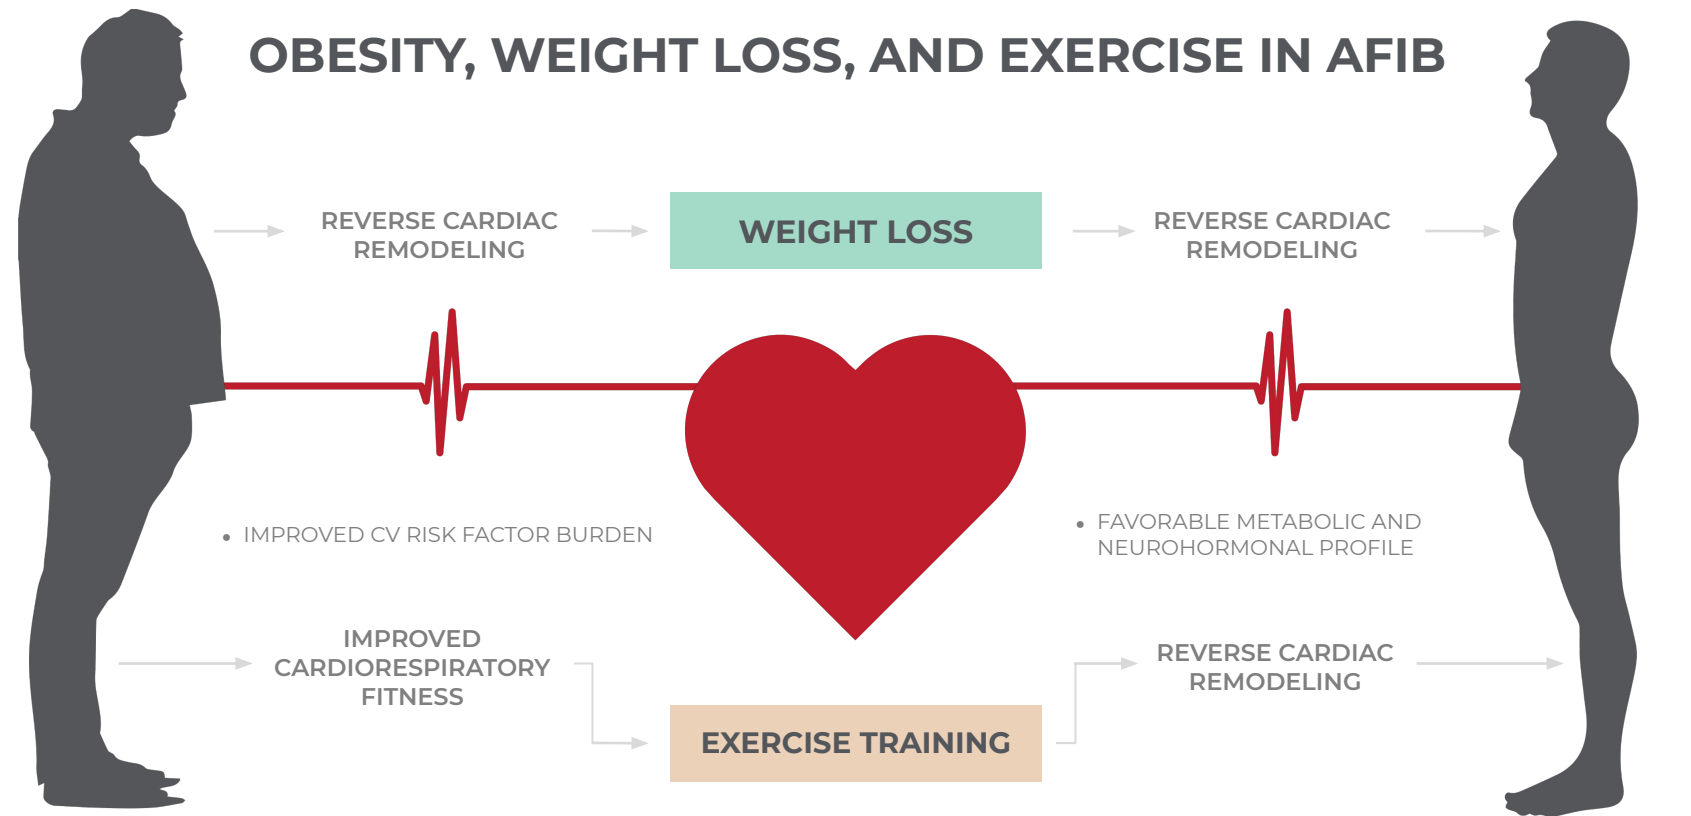 OBESITY, WEIGHT LOSS, AND EXERCISE IN AFIB
REVERSE CARDIAC
REMODELING
WEIGHT LOSS
REVERSE CARDIAC
REMODELING
• IMPROVED CV RISK FACTOR BURDEN
• FAVORABLE METABOLIC AND
NEUROHORMONAL PROFILE
IMPROVED
CARDIORESPIRATORY
FITNESS
EXERCISE TRAINING
REVERSE CARDIAC
REMODELING